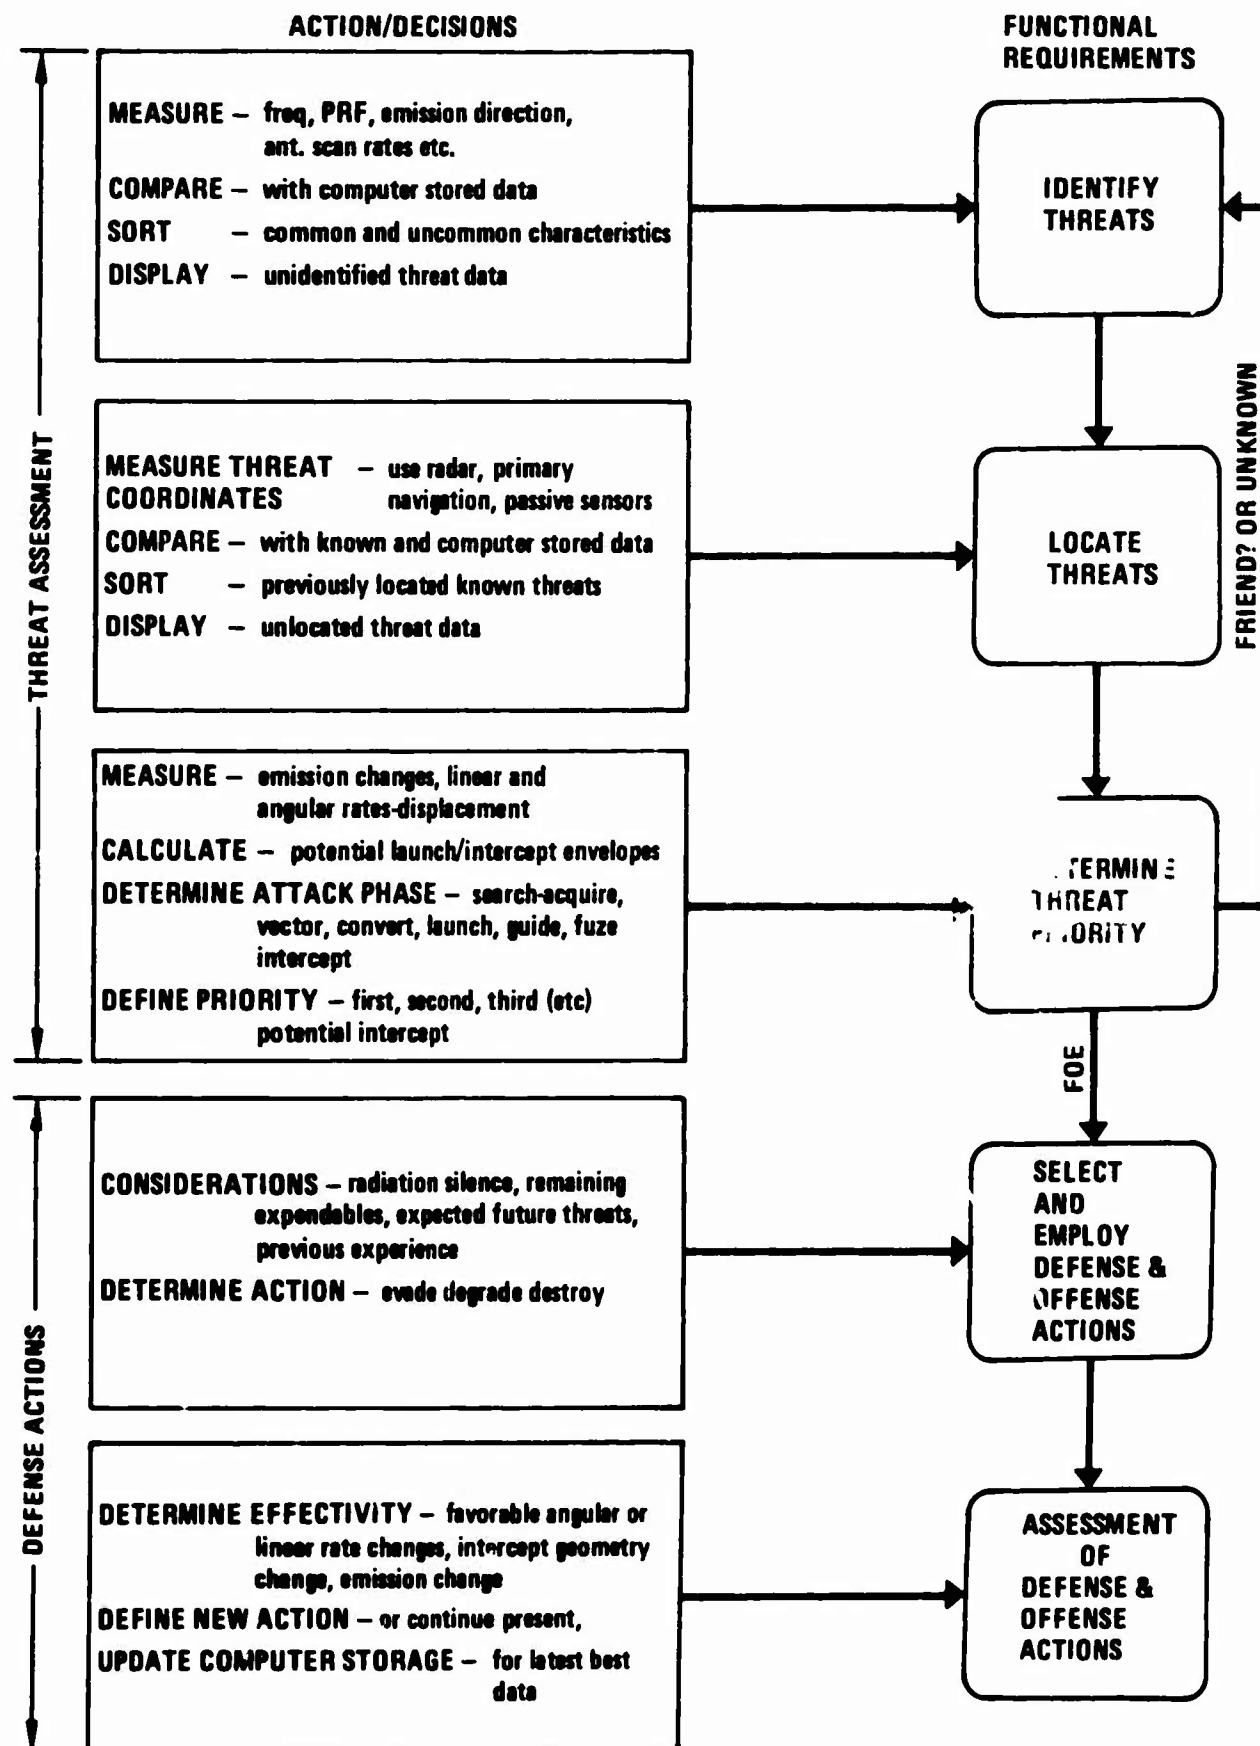 ACTION/DECISIONS
FUNCTIONAL
REQUIREMENTS
THREAT ASSESSMENT
MEASURE – freq, PRF, emission direction,
ant. scan rates etc.
COMPARE – with computer stored data
SORT – common and uncommon characteristics
DISPLAY – unidentified threat data
IDENTIFY
THREATS
FRIEND? OR UNKNOWN
MEASURE THREAT – use radar, primary
COORDINATES navigation, passive sensors
COMPARE – with known and computer stored data
SORT – previously located known threats
DISPLAY – unlocated threat data
LOCATE
THREATS
MEASURE – emission changes, linear and
angular rates-displacement
CALCULATE – potential launch/intercept envelopes
DETERMINE ATTACK PHASE – search-acquire,
vector, convert, launch, guide, fuze
intercept
DEFINE PRIORITY – first, second, third (etc)
potential intercept
TERMINE
THREAT
ORITY
FOE
DEFENSE ACTIONS
CONSIDERATIONS – radiation silence, remaining
expendables, expected future threats,
previous experience
DETERMINE ACTION – evade degrade destroy
SELECT
AND
EMPLOY
DEFENSE &
OFFENSE
ACTIONS
DETERMINE EFFECTIVITY – favorable angular or
linear rate changes, intercept geometry
change, emission change
DEFINE NEW ACTION – or continue present,
UPDATE COMPUTER STORAGE – for latest best
data
ASSESSMENT
OF
DEFENSE &
OFFENSE
ACTIONS